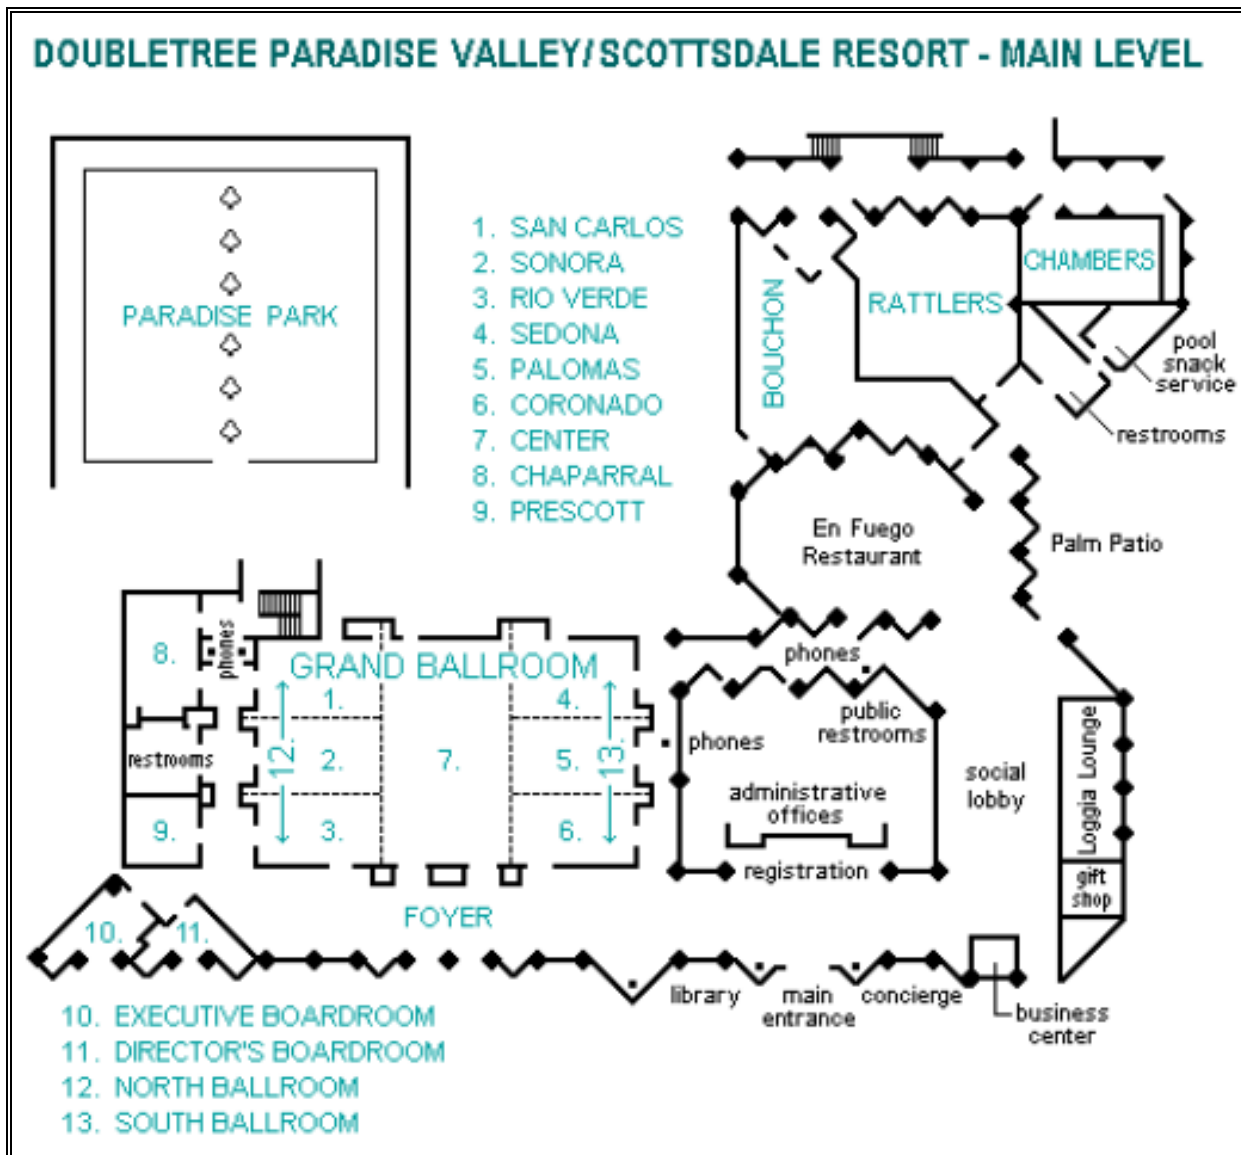 DOUBLETREE PARADISE VALLEY/SCOTTSDALE RESORT - MAIN LEVEL
PARADISE PARK
1. SAN CARLOS
2. SONORA
3. RIO VERDE
4. SEDONA
5. PALOMAS
6. CORONADO
7. CENTER
8. CHAPARRAL
9. PRESCOTT
BOUCHON
RATTLERS
CHAMBERS
pool
snack
service
restrooms
En Fuego
Restaurant
Palm Patio
phones
8.
phones
GRAND BALLROOM
1.
4.
12.
2.
7.
5.
13.
3.
6.
restrooms
9.
public
restrooms
phones
administrative
offices
registration
social
lobby
Loggia Lounge
gift
shop
FOYER
10.
11.
library
main
entrance
concierge
business
center
10. EXECUTIVE BOARDROOM
11. DIRECTOR'S BOARDROOM
12. NORTH BALLROOM
13. SOUTH BALLROOM